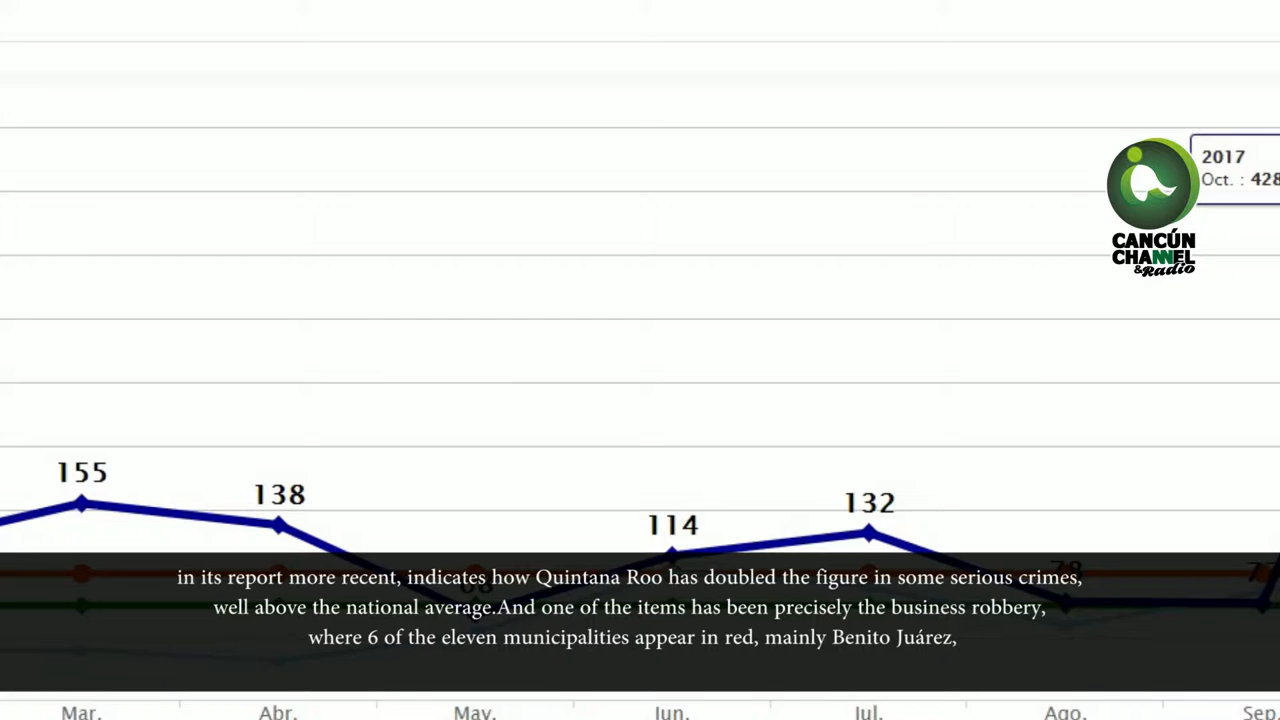 2017
Oct. : 428
CANCÚN
CHANNEL
&Radio
155
138
114
132
68
78
in its report more recent, indicates how Quintana Roo has doubled the figure in some serious crimes,
well above the national average.And one of the items has been precisely the business robbery,
where 6 of the eleven municipalities appear in red, mainly Benito Juárez,
Mar.
Abr.
May.
Jun.
Jul.
Ago.
Sep